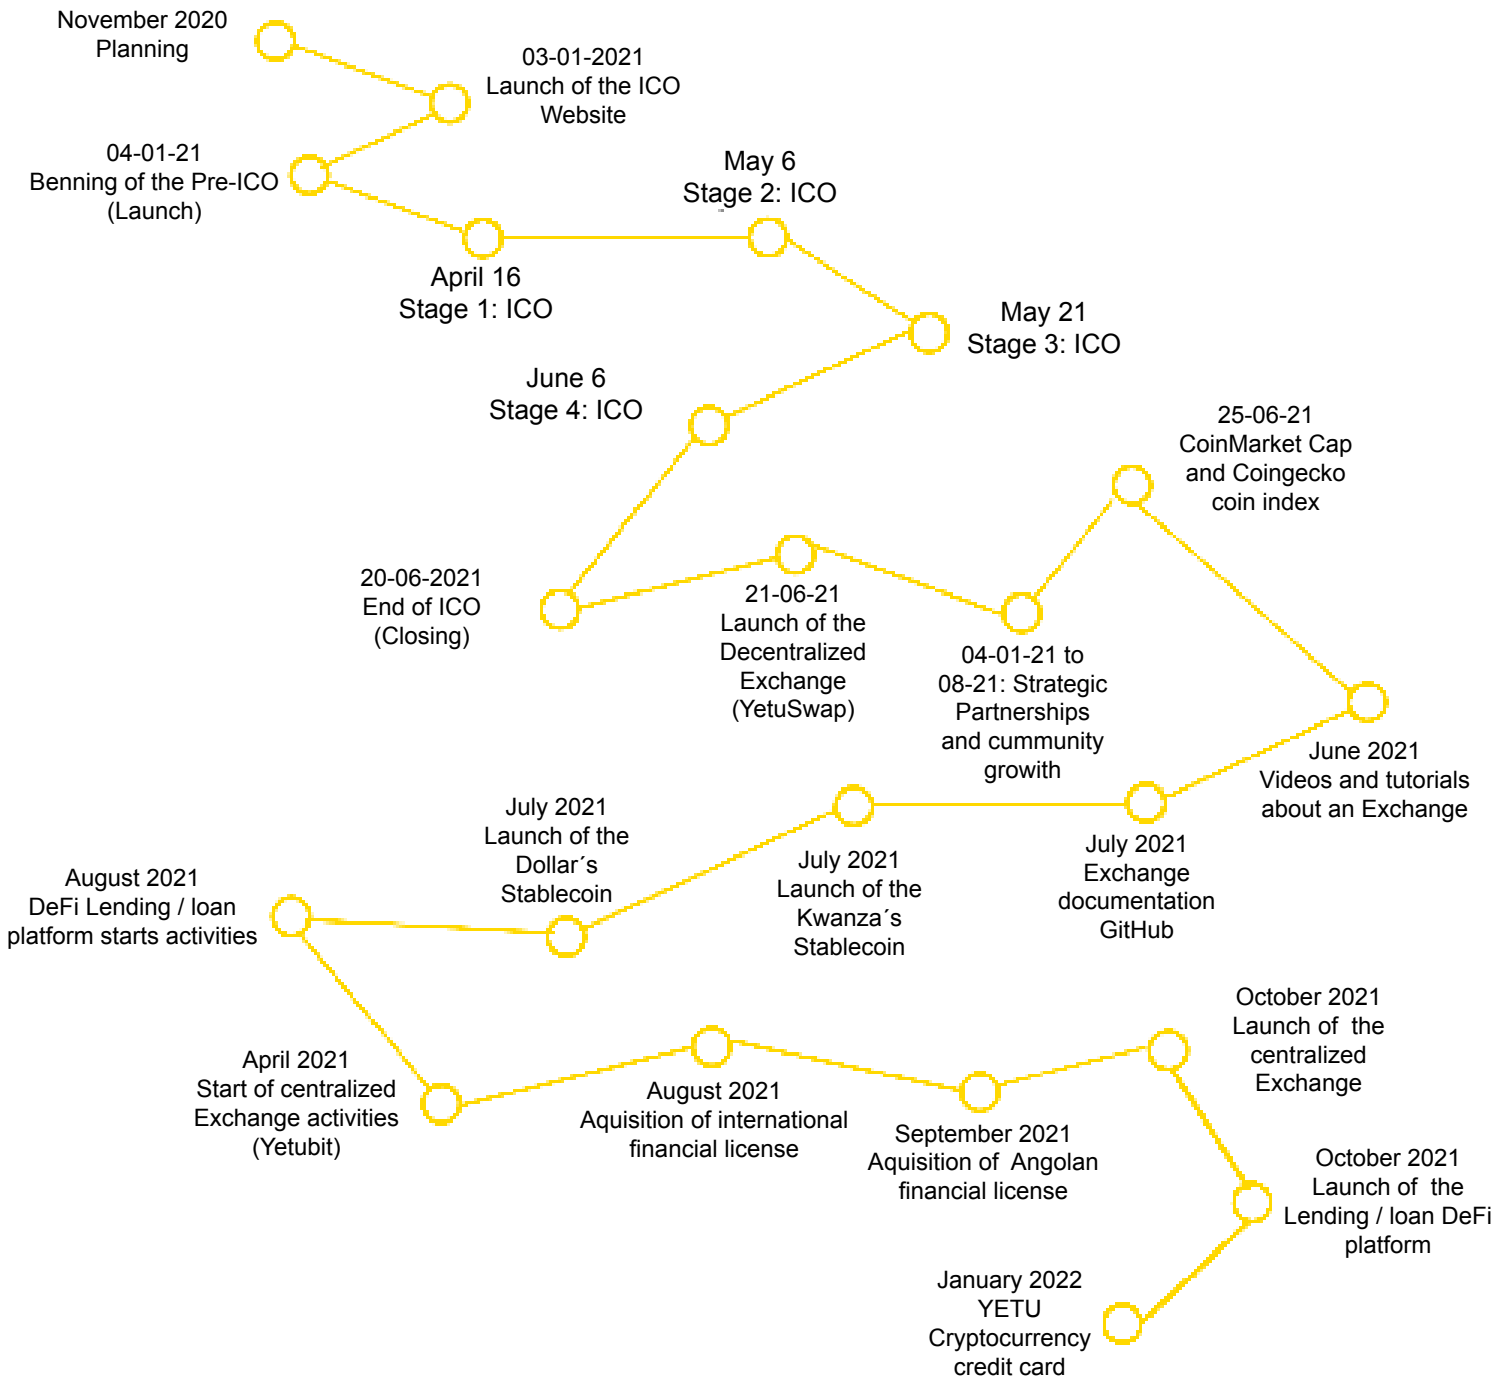 November 2020
Planning
03-01-2021
Launch of the ICO
Website
04-01-21
Benning of the Pre-ICO
(Launch)
April 16
Stage 1: ICO
May 6
Stage 2: ICO
May 21
Stage 3: ICO
June 6
Stage 4: ICO
20-06-2021
End of ICO
(Closing)
21-06-21
Launch of the
Decentralized
Exchange
(YetuSwap)
04-01-21 to
08-21: Strategic
Partnerships
and cummunity
growth
25-06-21
CoinMarket Cap
and Coingecko
coin index
June 2021
Videos and tutorials
about an Exchange
July 2021
Exchange
documentation
GitHub
July 2021
Launch of the
Kwanza´s
Stablecoin
July 2021
Launch of the
Dollar´s
Stablecoin
August 2021
DeFi Lending / loan
platform starts activities
April 2021
Start of centralized
Exchange activities
(Yetubit)
August 2021
Aquisition of international
financial license
September 2021
Aquisition of  Angolan
financial license
October 2021
Launch of  the
centralized
Exchange
October 2021
Launch of  the
Lending / loan DeFi
platform
January 2022
YETU
Cryptocurrency
credit card